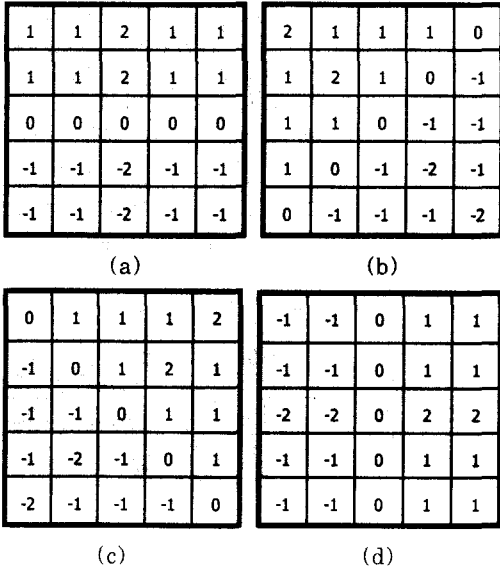 1 1 2 1 1
1 1 2 1 1
0 0 0 0 0
-1 -1 -2 -1 -1
-1 -1 -2 -1 -1
(a)
2 1 1 1 0
1 2 1 0 -1
1 1 0 -1 -1
1 0 -1 -2 -1
0 -1 -1 -1 -2
(b)
0 1 1 1 2
-1 0 1 2 1
-1 -1 0 1 1
-1 -2 -1 0 1
-2 -1 -1 -1 0
(c)
-1 -1 0 1 1
-1 -1 0 1 1
-2 -2 0 2 2
-1 -1 0 1 1
-1 -1 0 1 1
(d)